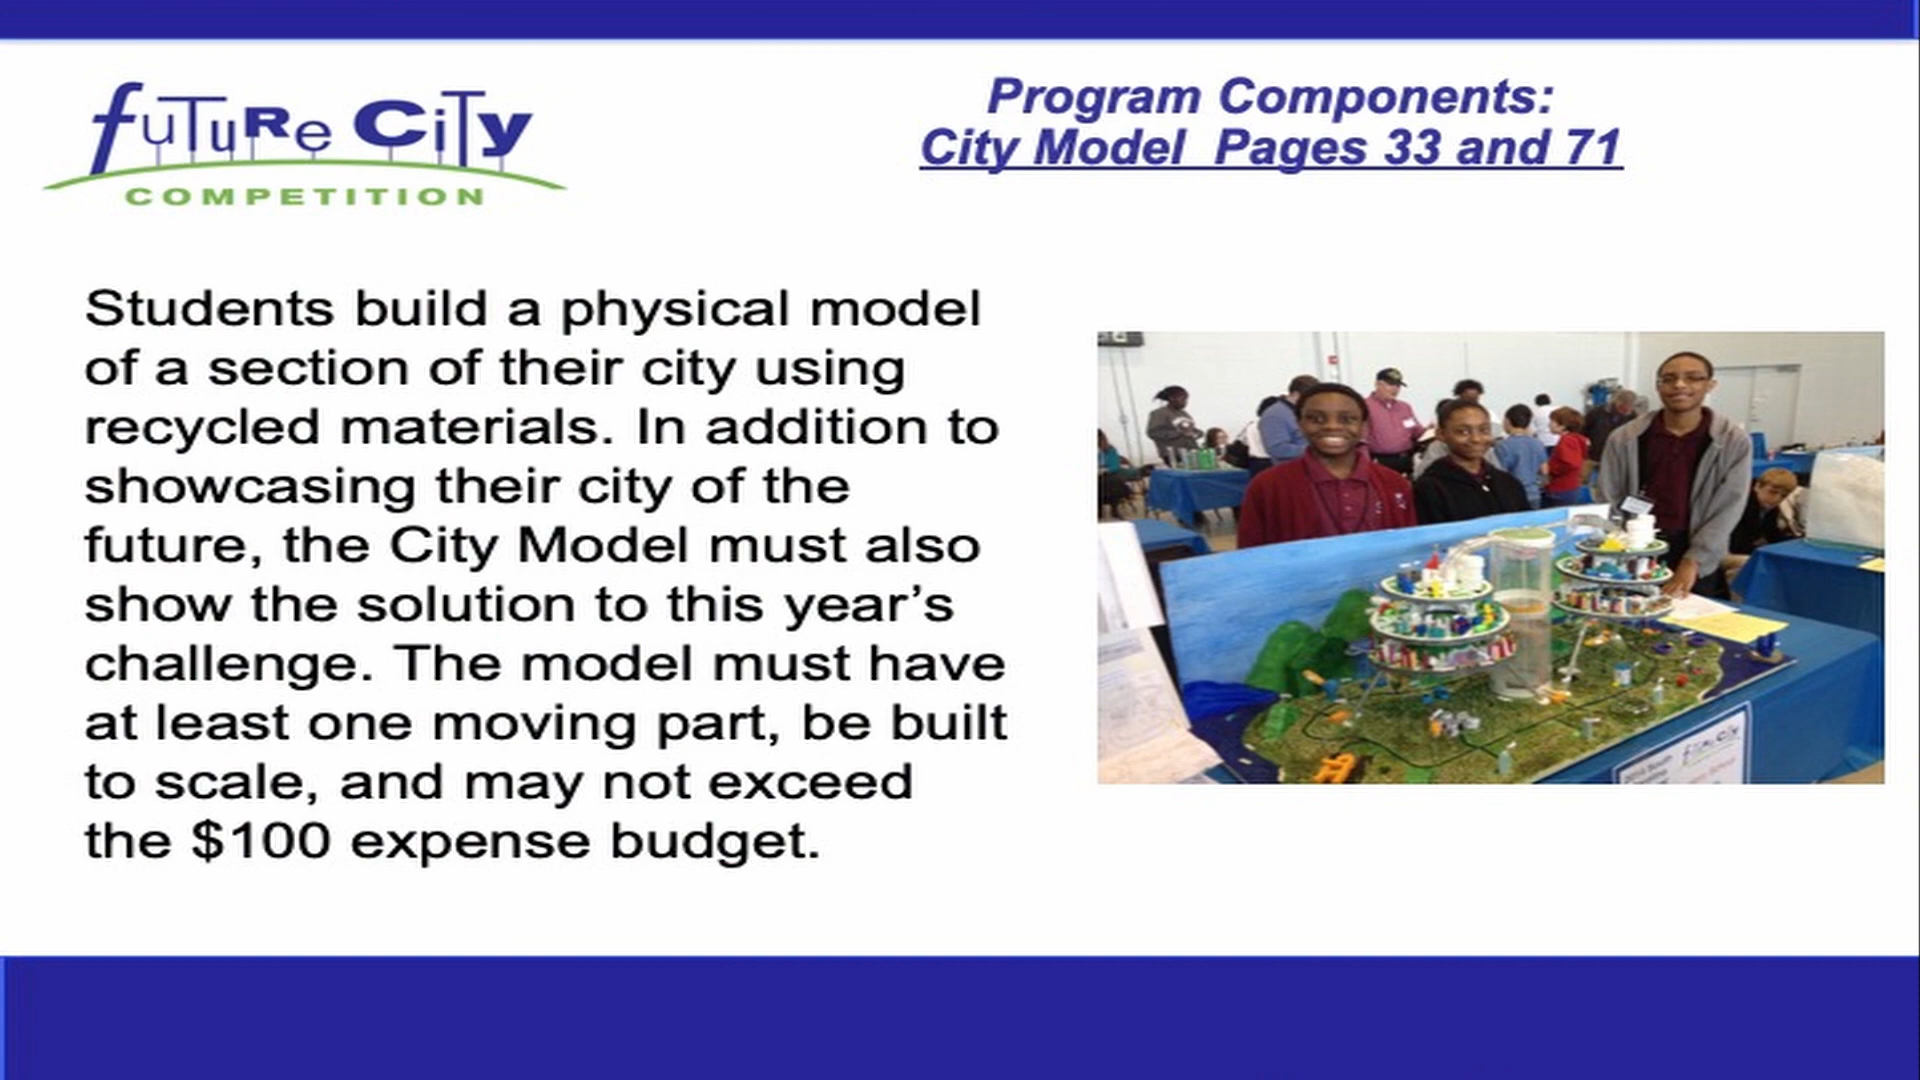 fuTuRe CiTy
COMPETITION
Program Components:
City Model  Pages 33 and 71
Students build a physical model
of a section of their city using
recycled materials. In addition to
showcasing their city of the
future, the City Model must also
show the solution to this year’s
challenge. The model must have
at least one moving part, be built
to scale, and may not exceed
the $100 expense budget.